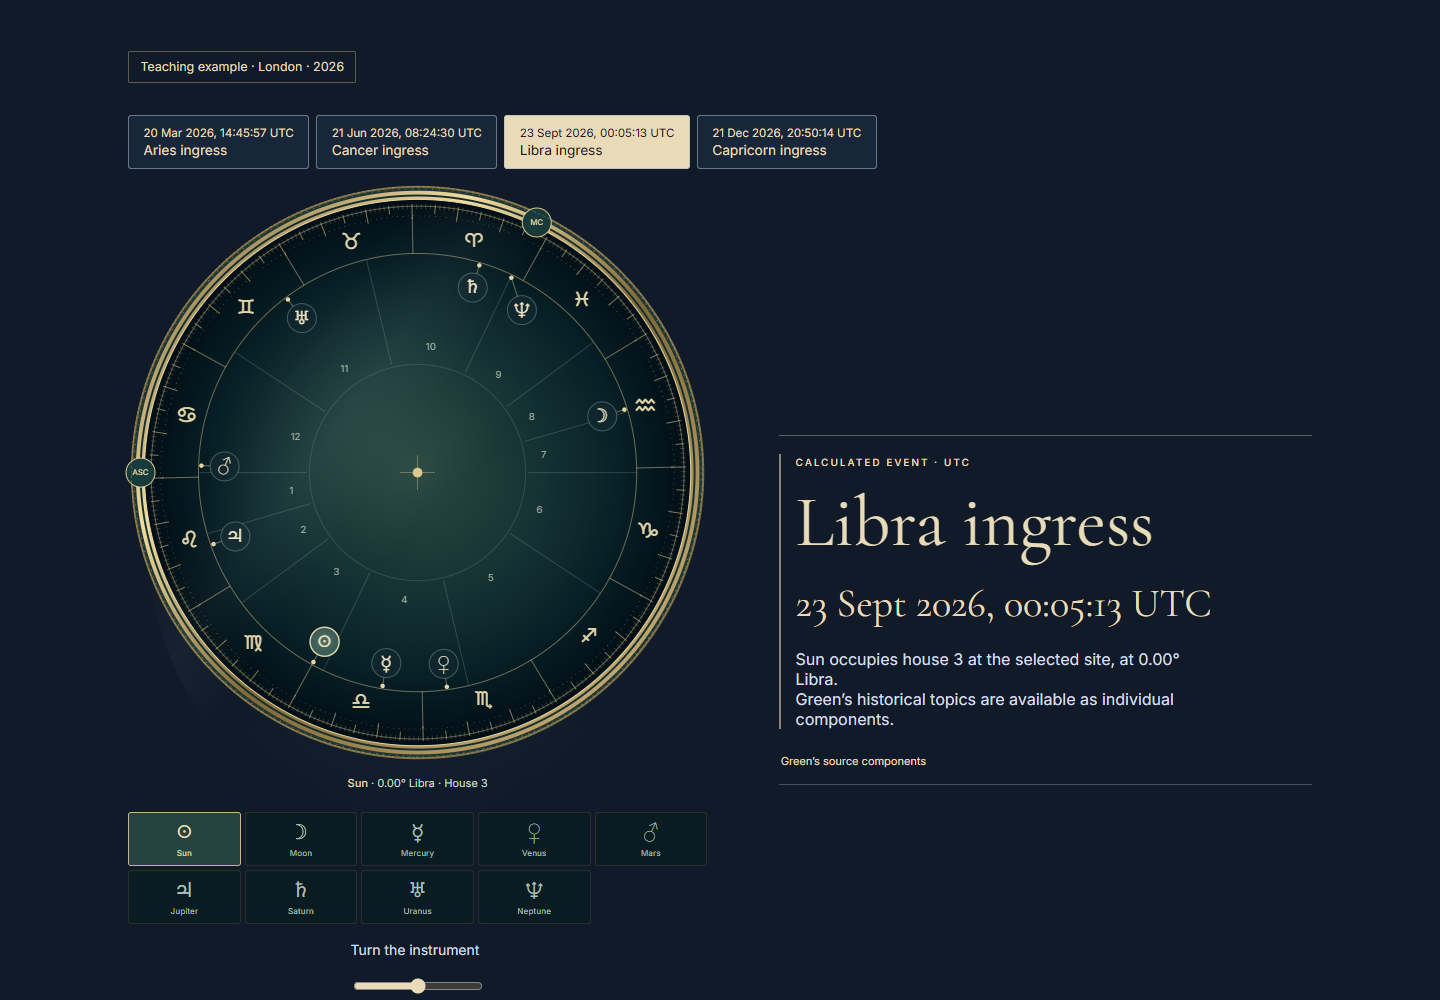 Teaching example · London · 2026
20 Mar 2026, 14:45:57 UTC
Aries ingress
21 Jun 2026, 08:24:30 UTC
Cancer ingress
23 Sept 2026, 00:05:13 UTC
Libra ingress
21 Dec 2026, 20:50:14 UTC
Capricorn ingress
MC
♉
♈
♄
♆
♓
♊
♅
10
11
9
♋
☽
♒
8
12
7
♂
ASC
1
6
2
♃
♌
♑
3
5
4
♍
☉
☿
♀
♐
♎
♏
Sun · 0.00° Libra · House 3
☉
Sun
☽
Moon
☿
Mercury
♀
Venus
♂
Mars
♃
Jupiter
♄
Saturn
♅
Uranus
♆
Neptune
Turn the instrument
CALCULATED EVENT · UTC
Libra ingress
23 Sept 2026, 00:05:13 UTC
Sun occupies house 3 at the selected site, at 0.00°
Libra.
Green’s historical topics are available as individual
components.
Green’s source components